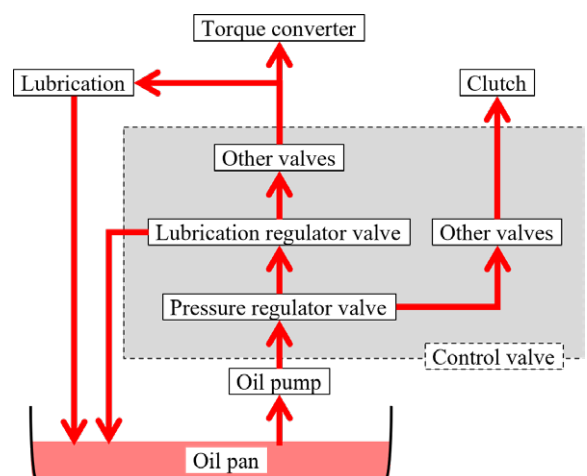 Torque converter
Lubrication
Clutch
Other valves
Lubrication regulator valve
Other valves
Pressure regulator valve
Control valve
Oil pump
Oil pan